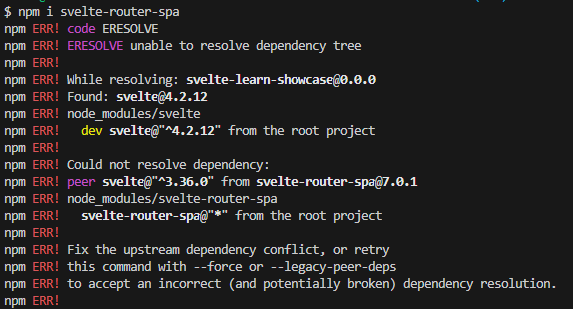 $ npm i svelte-router-spa
npm ERR! code ERESOLVE
npm ERR! ERESOLVE unable to resolve dependency tree
npm ERR!
npm ERR! While resolving: svelte-learn-showcase@0.0.0
npm ERR! Found: svelte@4.2.12
npm ERR! node_modules/svelte
npm ERR!   dev svelte@"^4.2.12" from the root project
npm ERR!
npm ERR! Could not resolve dependency:
npm ERR! peer svelte@"^3.36.0" from svelte-router-spa@7.0.1
npm ERR! node_modules/svelte-router-spa
npm ERR!   svelte-router-spa@"*" from the root project
npm ERR!
npm ERR! Fix the upstream dependency conflict, or retry
npm ERR! this command with --force or --legacy-peer-deps
npm ERR! to accept an incorrect (and potentially broken) dependency resolution.
npm ERR!